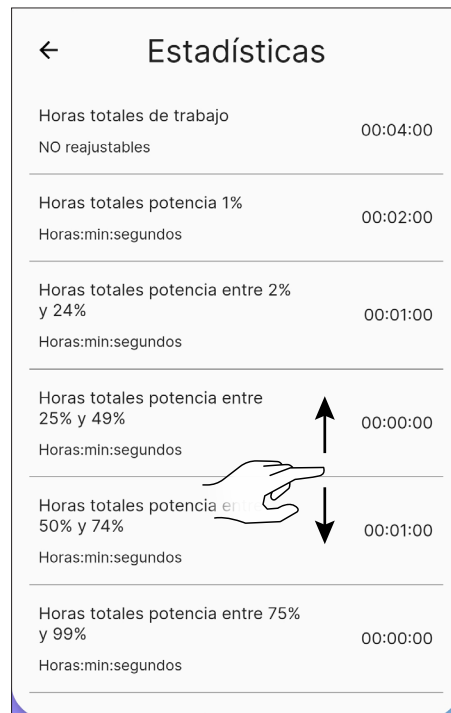 Estadísticas
Horas totales de trabajo
NO reajustables
00:04:00
Horas totales potencia 1%
Horas:min:segundos
00:02:00
Horas totales potencia entre 2%
y 24%
Horas:min:segundos
00:01:00
Horas totales potencia entre
25% y 49%
Horas:min:segundos
00:00:00
Horas totales potencia
50% y 74%
Horas:min:segundos
00:01:00
Horas totales potencia entre 75%
y 99%
Horas:min:segundos
00:00:00